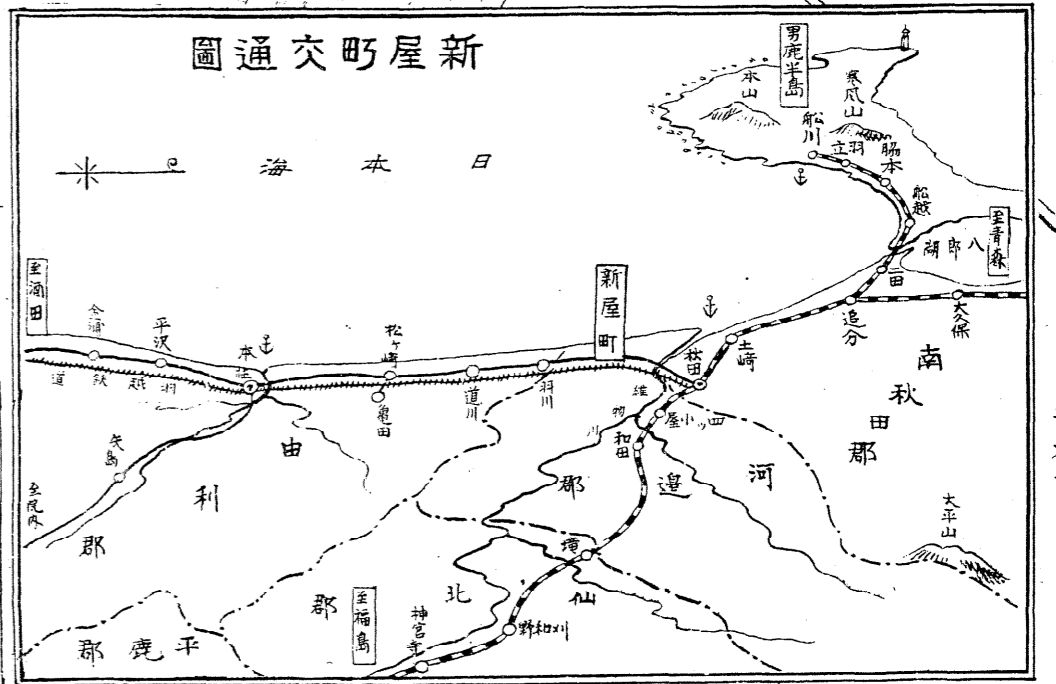 新屋町交通圖
日本海
男鹿半島
本山
寒風山
船川
羽立
脇本
船越
八郎湖
至青森
二田
追分
大久保
土崎
秋田
新屋町
至酒田
金浦
平沢
本荘
松ヶ崎
亀田
道川
羽川
羽越鉄道
雄物川
四ッ小屋
和田
境
刈和野
神宮寺
至福島
矢島
至院内
由利郡
河邊郡
南秋田郡
太平山
仙北郡
平鹿郡